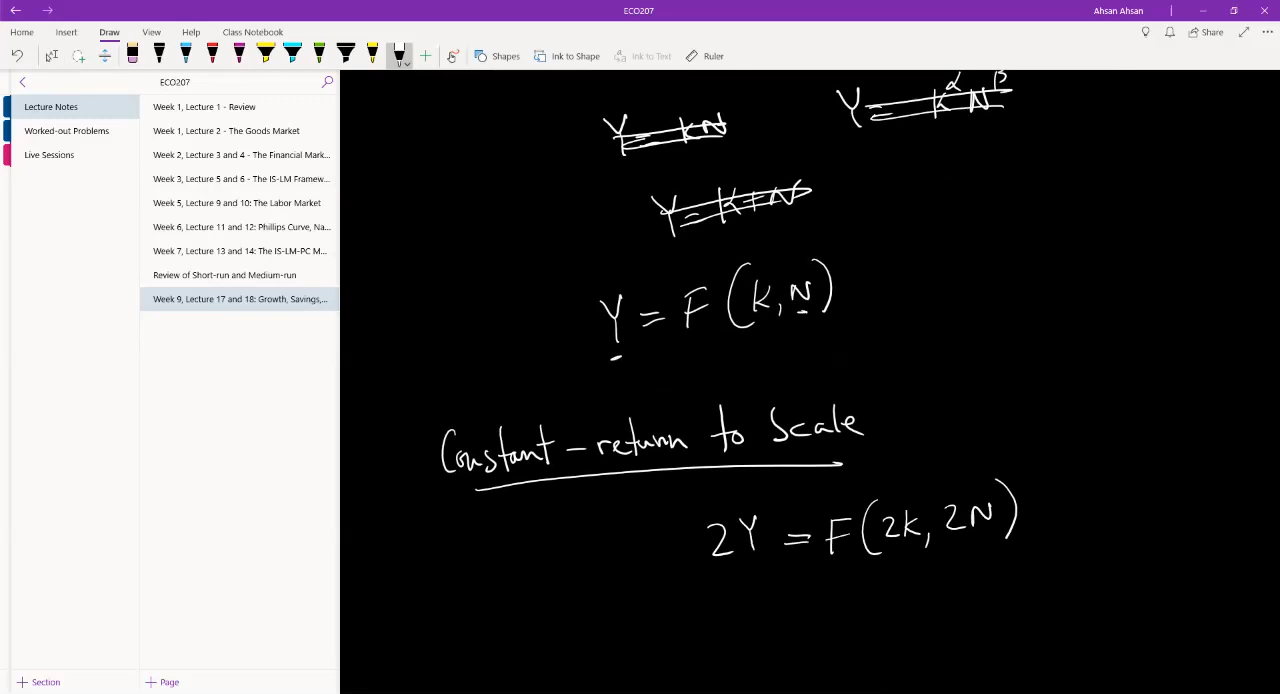 ECO207
Ahsan Ahsan
Home Insert Draw View Help Class Notebook
Share
Shapes Ink to Shape Ink to Text Ruler
ECO207
Lecture Notes
Worked-out Problems
Live Sessions
Week 1, Lecture 1 - Review
Week 1, Lecture 2 - The Goods Market
Week 2, Lecture 3 and 4 - The Financial Mark...
Week 3, Lecture 5 and 6 - The IS-LM Framew...
Week 5, Lecture 9 and 10: The Labor Market
Week 6, Lecture 11 and 12: Phillips Curve, Na...
Week 7, Lecture 13 and 14: The IS-LM-PC M...
Review of Short-run and Medium-run
Week 9, Lecture 17 and 18: Growth, Savings,...
+ Section
+ Page
Y = KN
Y = K^α N^β
Y = K+N
Y = F(K, N)
Constant-return to Scale
2Y = F(2K, 2N)